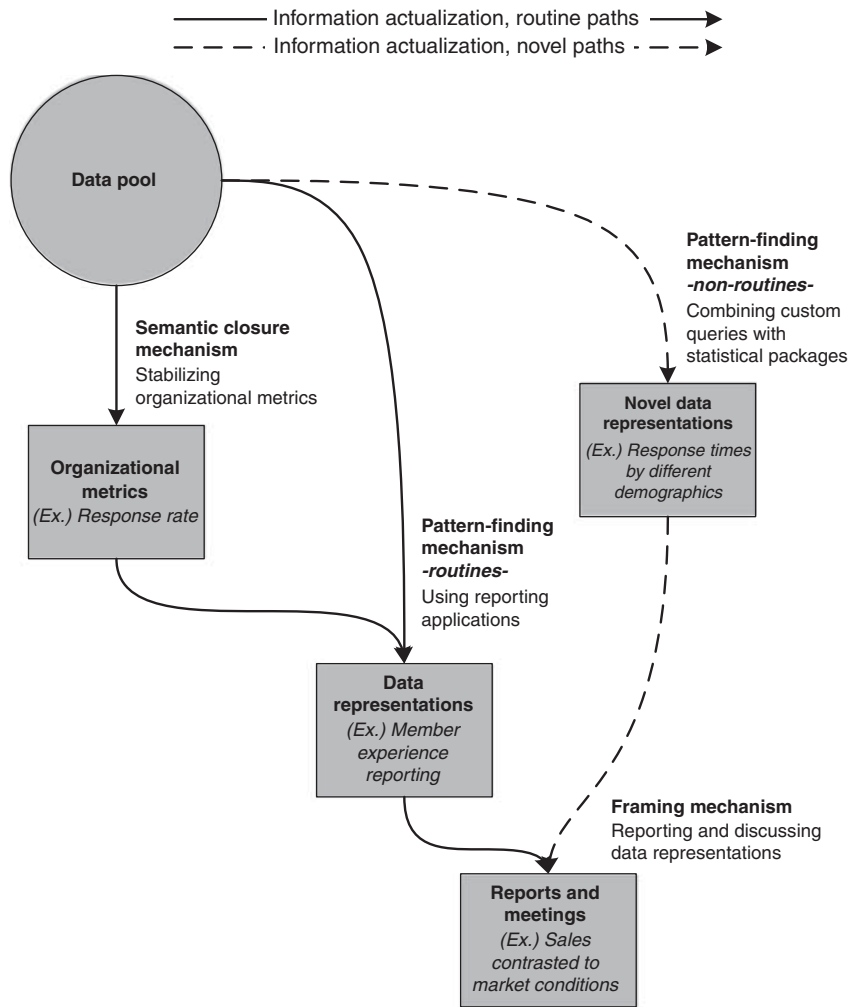 Information actualization, routine paths
Information actualization, novel paths
Data pool
Semantic closure
mechanism
Stabilizing
organizational metrics
Pattern-finding
mechanism
-non-routines-
Combining custom
queries with
statistical packages
Organizational
metrics
(Ex.) Response rate
Novel data
representations
(Ex.) Response times
by different
demographics
Pattern-finding
mechanism
-routines-
Using reporting
applications
Data
representations
(Ex.) Member
experience
reporting
Framing mechanism
Reporting and discussing
data representations
Reports and
meetings
(Ex.) Sales
contrasted to
market conditions